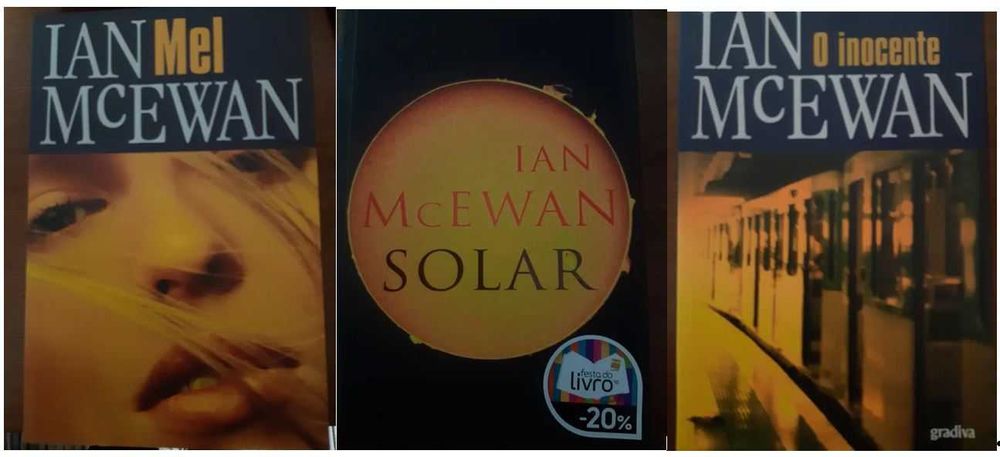 IAN Mel
McEWAN
IAN
McEWAN
SOLAR
festa do
livro
-20%
IAN O inocente
McEWAN
gradiva